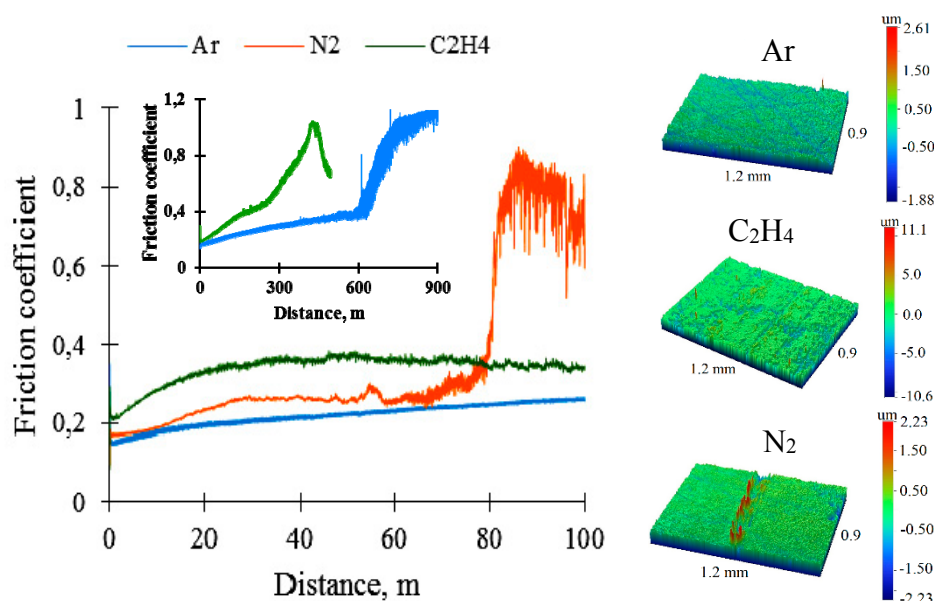 Ar N2 C2H4
Friction coefficient
1
0,8
0,6
0,4
0,2
0
0 20 40 60 80 100
Distance, m
Friction coefficient
1,2
0,8
0,4
0
0 300 600 900
Distance, m
Ar
um
2.61
1.50
0.50
-0.50
-1.88
0.9
1.2 mm
C2H4
um
11.1
5.0
0.0
-5.0
-10.6
0.9
1.2 mm
N2
um
2.23
0.50
-0.50
-1.50
-2.23
0.9
1.2 mm